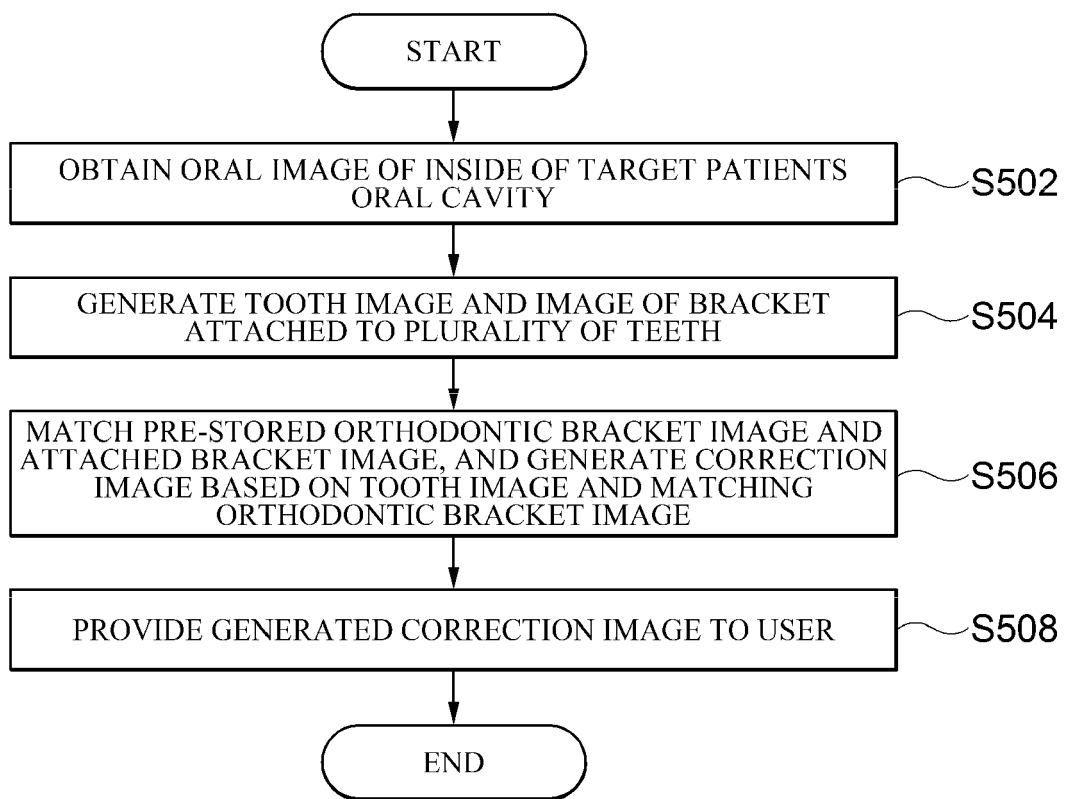 START
OBTAIN ORAL IMAGE OF INSIDE OF TARGET PATIENTS
ORAL CAVITY
S502
GENERATE TOOTH IMAGE AND IMAGE OF BRACKET
ATTACHED TO PLURALITY OF TEETH
S504
MATCH PRE-STORED ORTHODONTIC BRACKET IMAGE AND
ATTACHED BRACKET IMAGE, AND GENERATE CORRECTION
IMAGE BASED ON TOOTH IMAGE AND MATCHING
ORTHODONTIC BRACKET IMAGE
S506
PROVIDE GENERATED CORRECTION IMAGE TO USER
S508
END